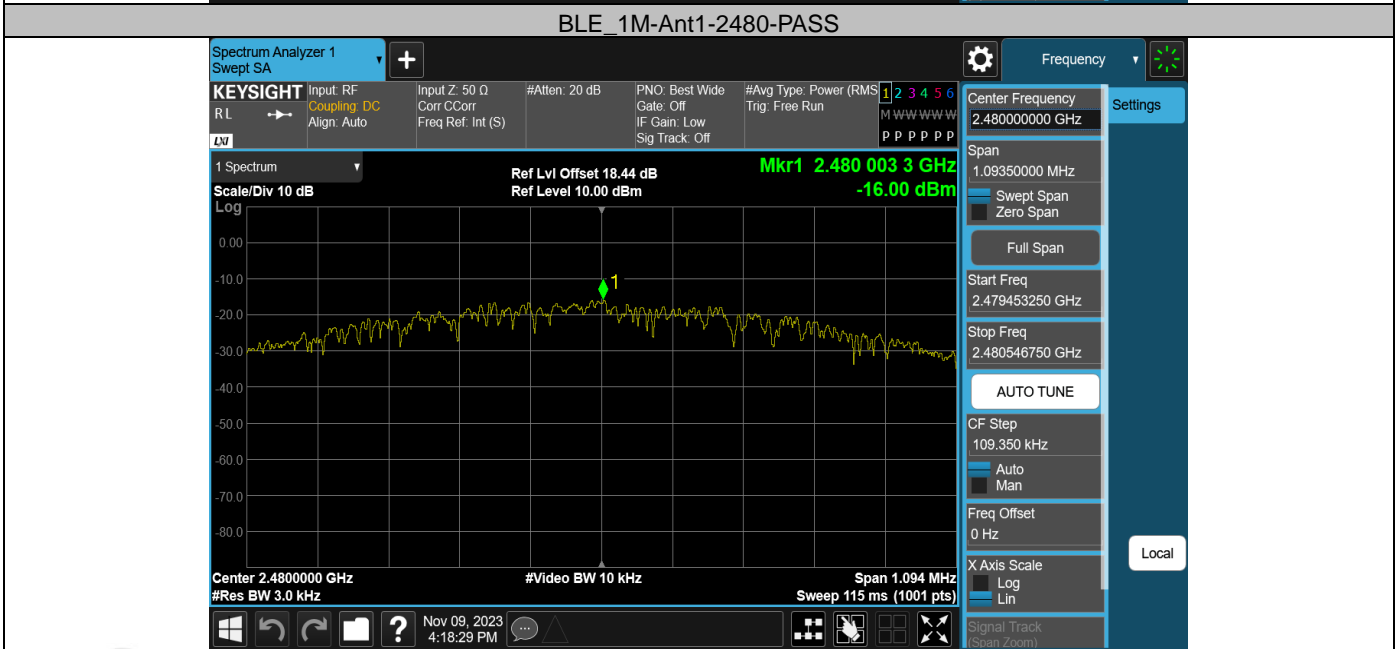 BLE_1M-Ant1-2480-PASS
Spectrum Analyzer 1
Swept SA
Frequency
KEYSIGHT
RL
LXI
Input: RF
Coupling: DC
Align: Auto
Input Z: 50 Ω
Corr CCorr
Freq Ref: Int (S)
#Atten: 20 dB
PNO: Best Wide
Gate: Off
IF Gain: Low
Sig Track: Off
#Avg Type: Power (RMS
Trig: Free Run
1 2 3 4 5 6
M W W W W W
P P P P P P
1 Spectrum
Scale/Div 10 dB
Log
Ref Lvl Offset 18.44 dB
Ref Level 10.00 dBm
Mkr1 2.480 003 3 GHz
-16.00 dBm
1
0.00
-10.0
-20.0
-30.0
-40.0
-50.0
-60.0
-70.0
-80.0
Center 2.4800000 GHz
#Res BW 3.0 kHz
#Video BW 10 kHz
Span 1.094 MHz
Sweep 115 ms (1001 pts)
Nov 09, 2023
4:18:29 PM
Center Frequency
2.480000000 GHz
Span
1.09350000 MHz
Swept Span
Zero Span
Full Span
Start Freq
2.479453250 GHz
Stop Freq
2.480546750 GHz
AUTO TUNE
CF Step
109.350 kHz
Auto
Man
Freq Offset
0 Hz
X Axis Scale
Log
Lin
Signal Track
(Span Zoom)
Settings
Local